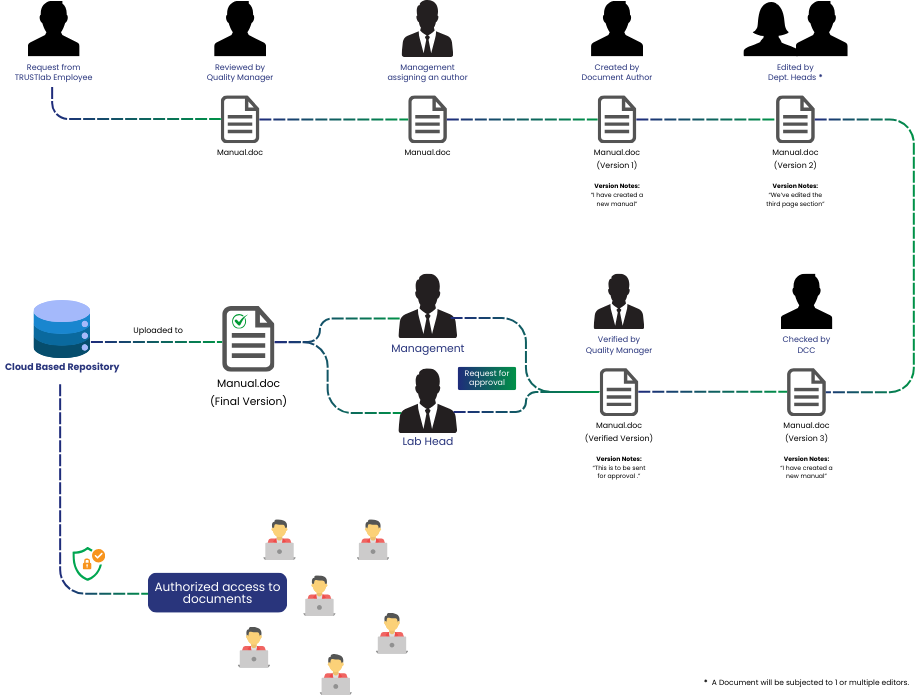 Request from
TRUSTlab Employee
Reviewed by
Quality Manager
Management
assigning an author
Created by
Document Author
Edited by
Dept. Heads *
Manual.doc
Manual.doc
Manual.doc
(Version 1)
Version Notes:
"I have created a
new manual"
Manual.doc
(Version 2)
Version Notes:
"We've edited the
third page section"
Cloud Based Repository
Uploaded to
Manual.doc
(Final Version)
Management
Request for
approval
Lab Head
Verified by
Quality Manager
Manual.doc
(Verified Version)
Version Notes:
"This is to be sent
for approval ."
Checked by
DCC
Manual.doc
(Version 3)
Version Notes:
"I have created a
new manual"
Authorized access to
documents
* A Document will be subjected to 1 or multiple editors.